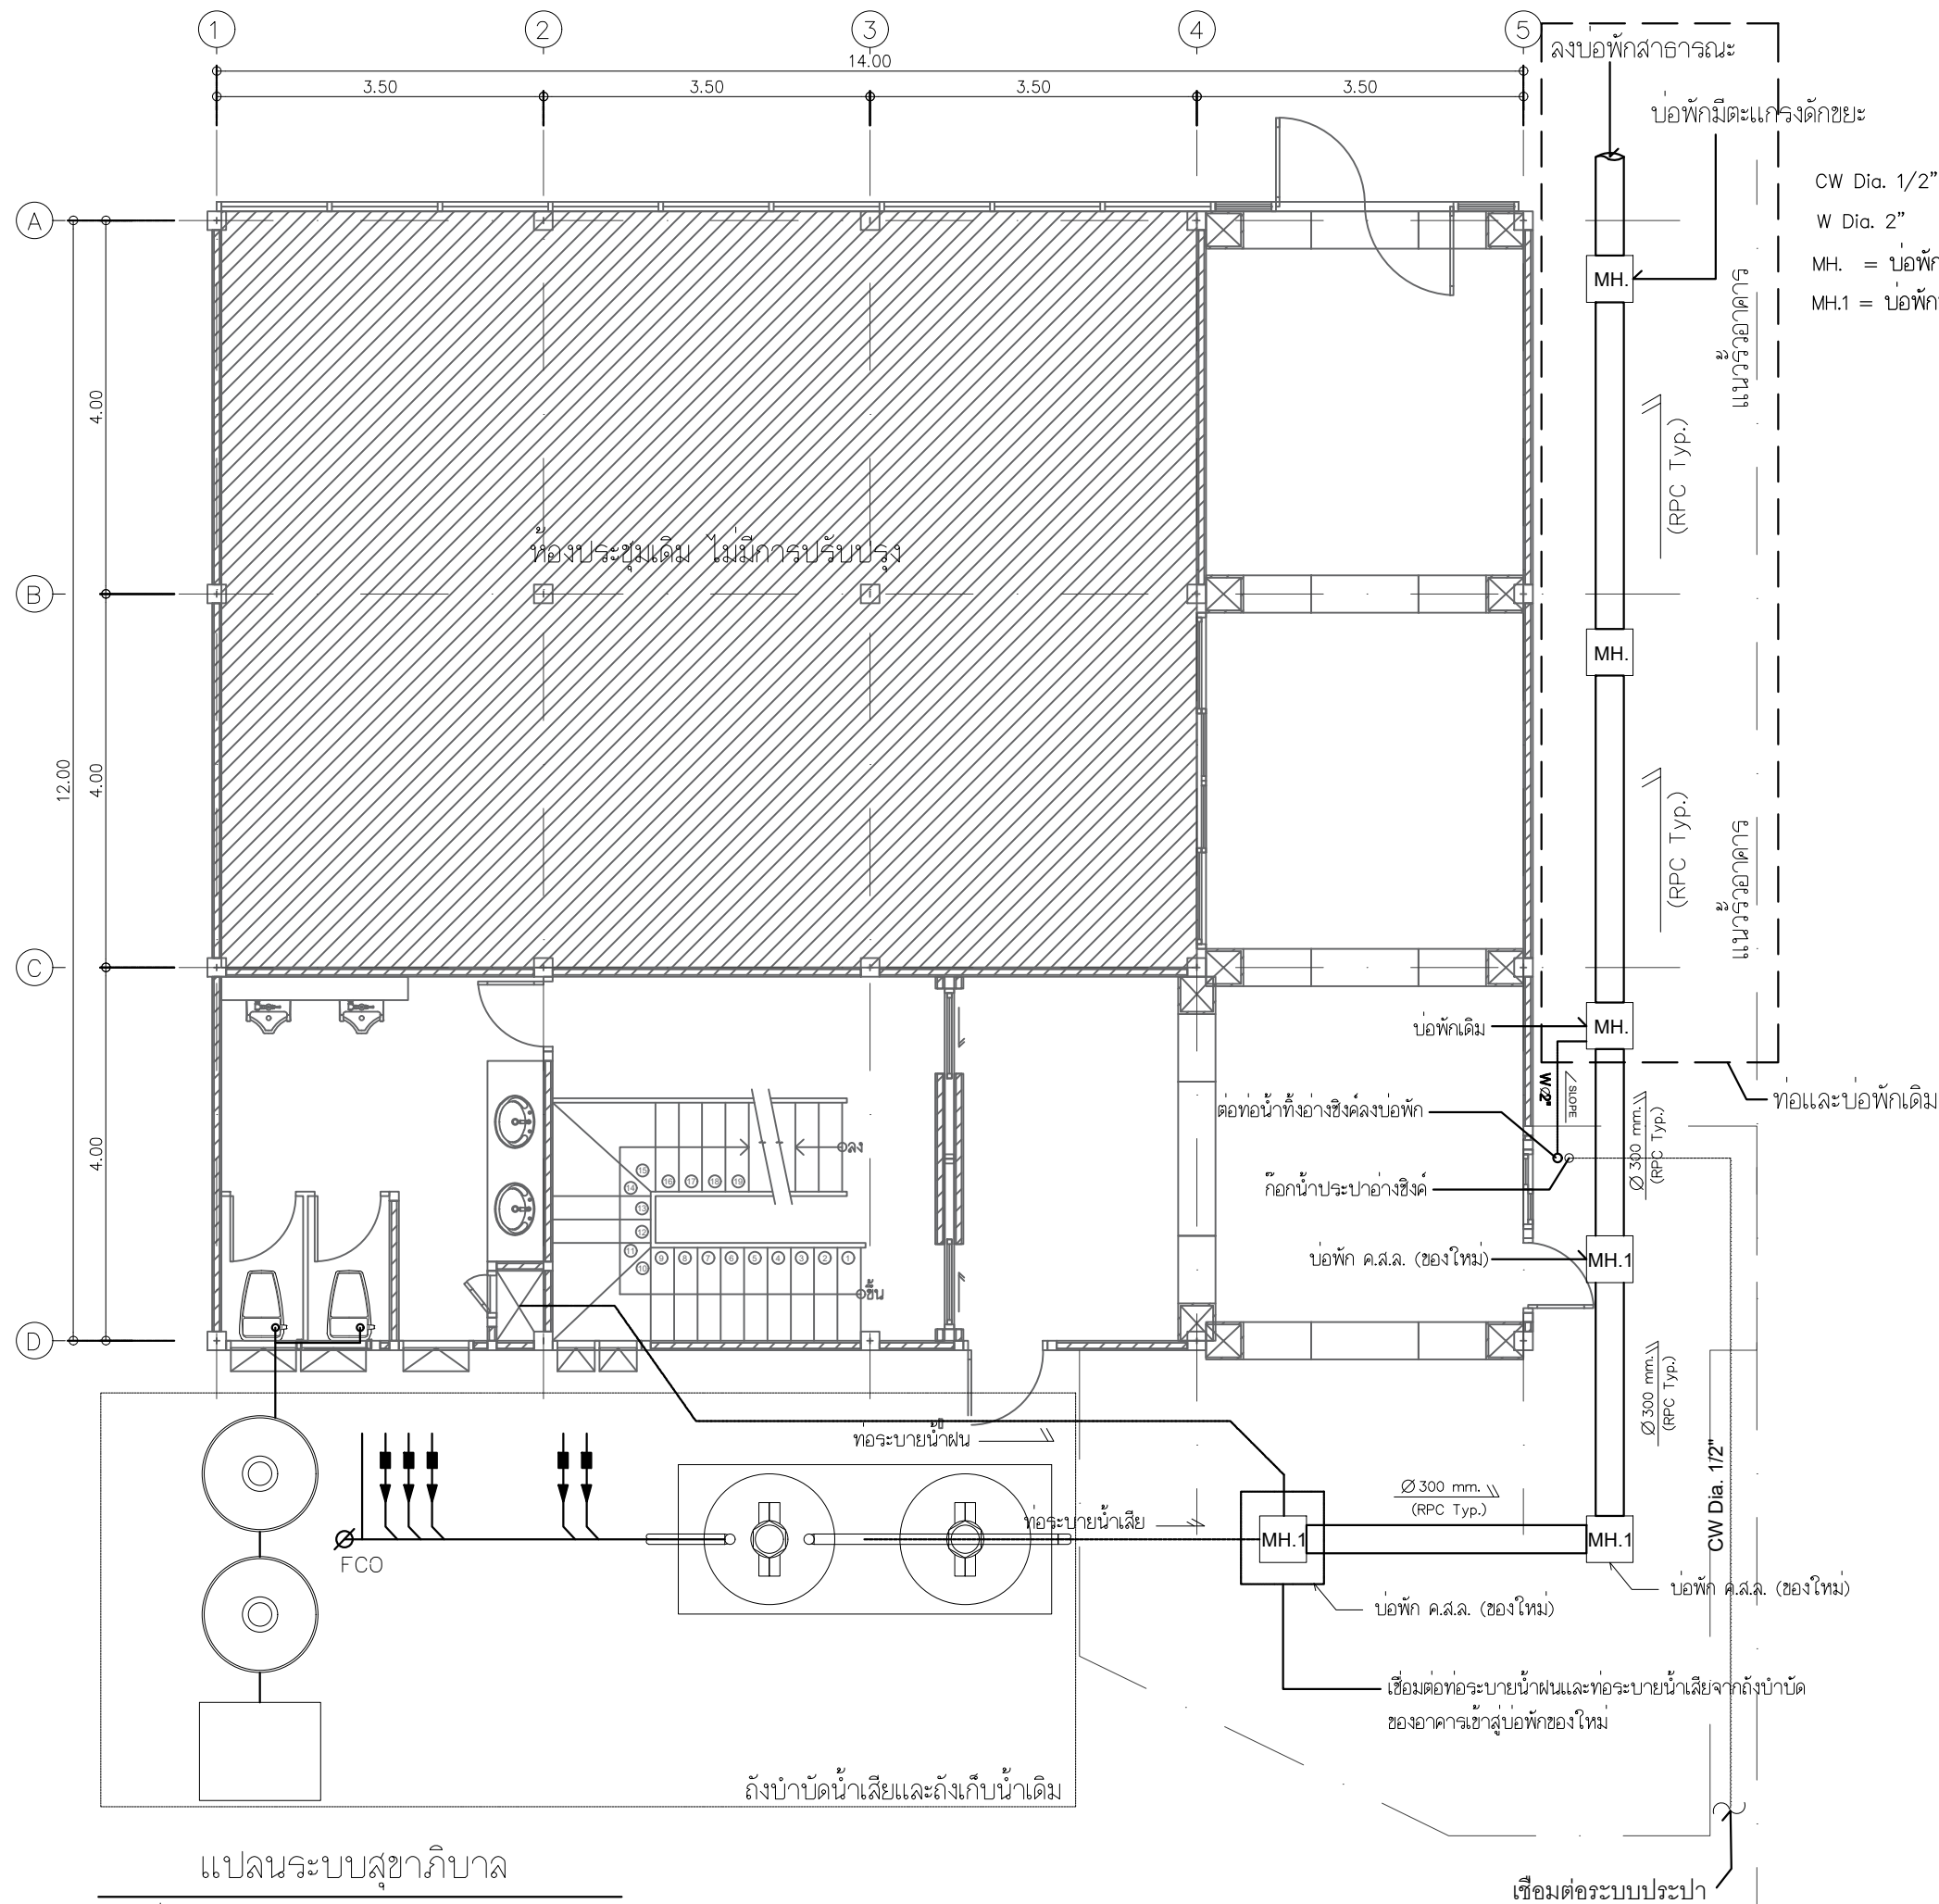 1
2
3
4
5
14.00
3.50
3.50
3.50
3.50
ลงบ่อพักสาธารณะ
บ่อพักมีตะแกรงดักขยะ
CW Dia. 1/2"
W Dia. 2"
MH. = บ่อพัก
MH.1 = บ่อพัก
A
B
C
D
12.00
4.00
4.00
4.00
MH.
MH.
MH.
แนวรั้วอาคาร
แนวรั้วอาคาร
(RPC Typ.)
(RPC Typ.)
ห้องประชุมเดิม ไม่มีการปรับปรุง
บ่อพักเดิม
ท่อและบ่อพักเดิม
ต่อท่อน้ำทิ้งอ่างซิงค์ลงบ่อพัก
WØ2"
SLOPE
Ø 300 mm.
(RPC Typ.)
ก๊อกน้ำประปาอ่างซิงค์
บ่อพัก ค.ส.ล. (ของใหม่)
MH.1
ลง
ขึ้น
1
2
3
4
5
6
7
8
9
10
11
12
13
14
15
16
17
18
19
Ø 300 mm.
(RPC Typ.)
CW Dia. 1/2"
ท่อระบายน้ำฝน
ท่อระบายน้ำเสีย
Ø 300 mm.
(RPC Typ.)
MH.1
MH.1
FCO
บ่อพัก ค.ส.ล. (ของใหม่)
บ่อพัก ค.ส.ล. (ของใหม่)
เชื่อมต่อท่อระบายน้ำฝนและท่อระบายน้ำเสียจากถังบำบัด
ของอาคารเข้าสู่บ่อพักของใหม่
ถังบำบัดน้ำเสียและถังเก็บน้ำเดิม
แปลนระบบสุขาภิบาล
เชื่อมต่อระบบประปา